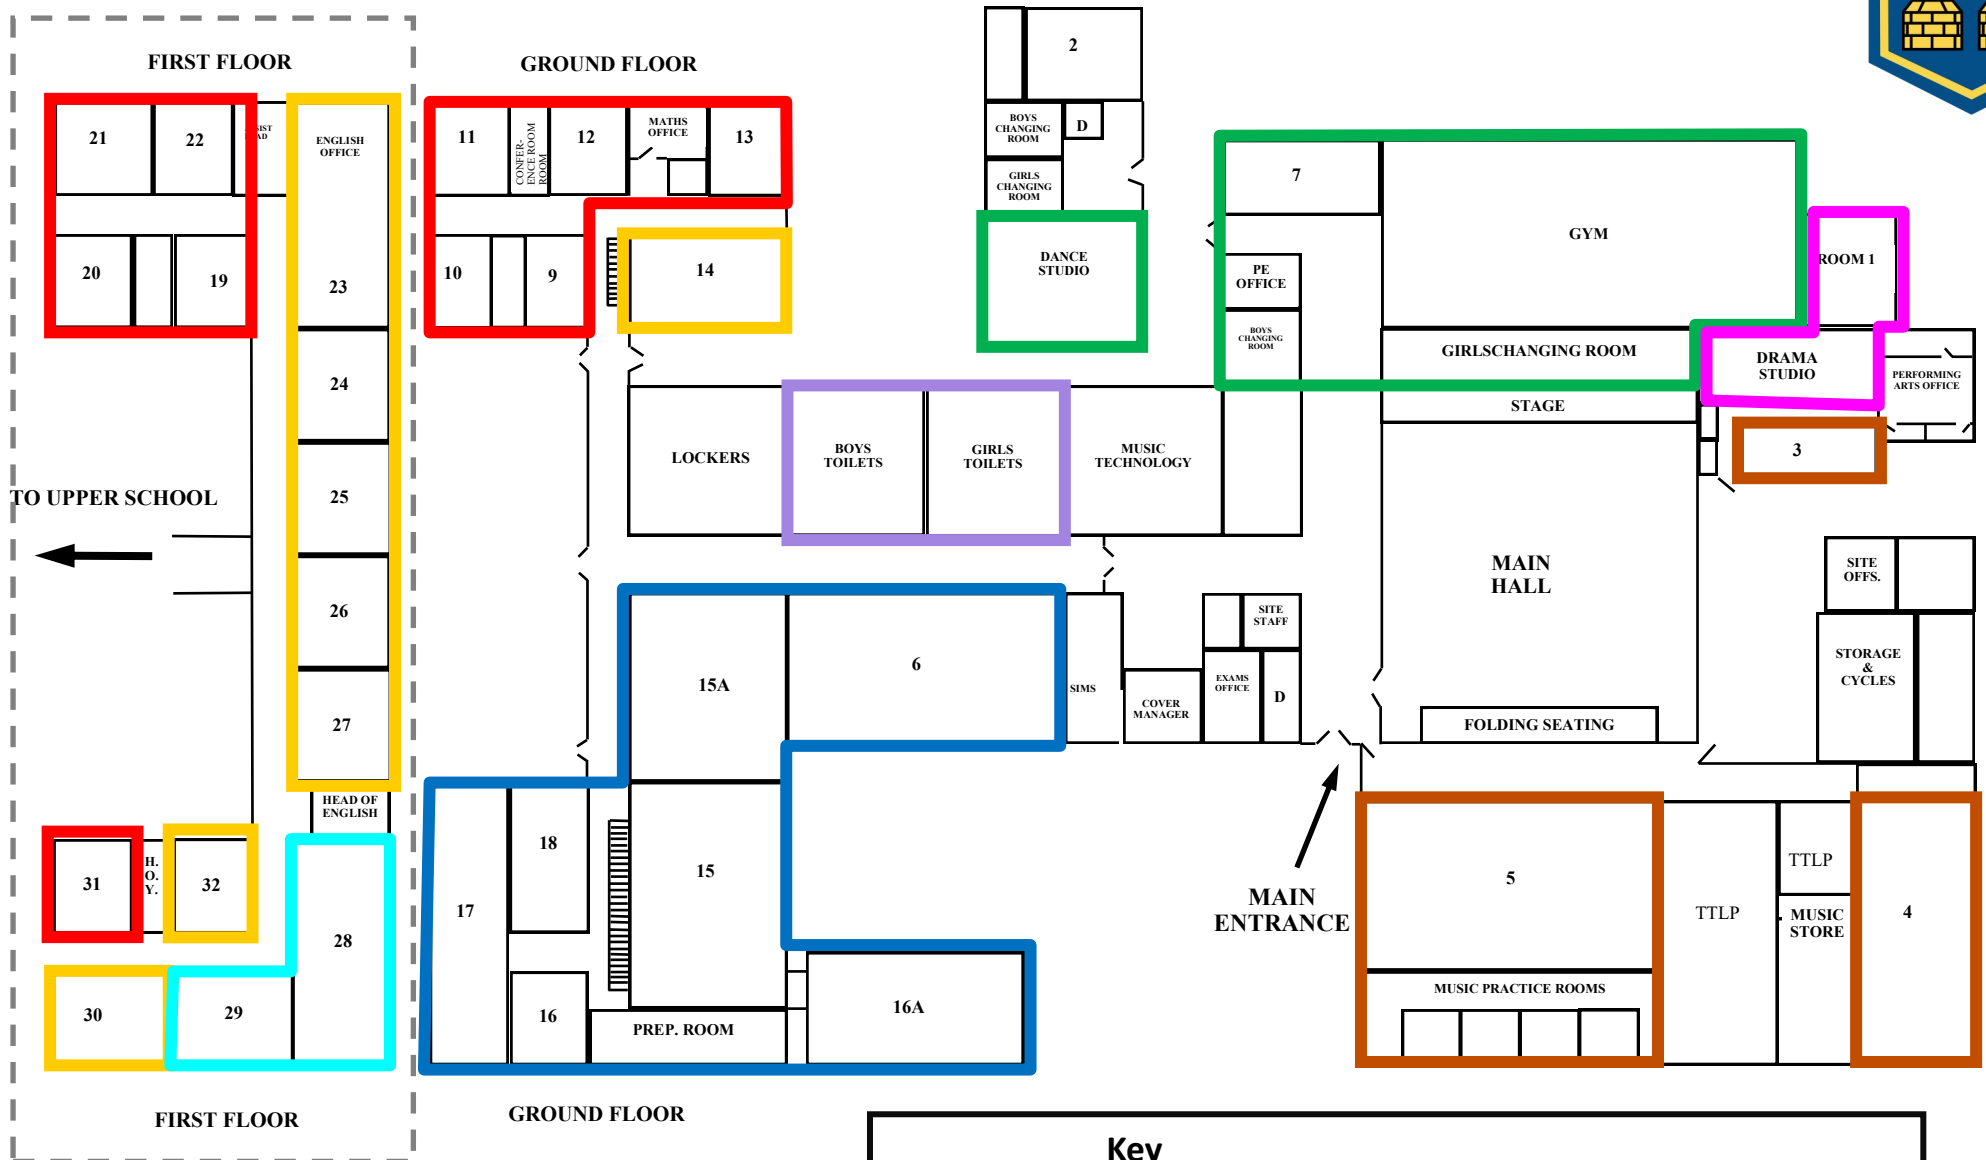 FIRST FLOOR
GROUND FLOOR
21
22
ENGLISH
OFFICE
20
19
23
24
25
26
27
HEAD OF
ENGLISH
TO UPPER SCHOOL
31
H.
O.
Y.
32
28
30
29
FIRST FLOOR
11
CONFER-
ENCE ROOM
ROOM
12
MATHS
OFFICE
13
10
9
14
2
BOYS
CHANGING
ROOM
D
GIRLS
CHANGING
ROOM
DANCE
STUDIO
7
GYM
PE
OFFICE
BOYS
CHANGING
ROOM
GIRLSCHANGING ROOM
STAGE
ROOM 1
DRAMA
STUDIO
PERFORMING
ARTS OFFICE
3
LOCKERS
BOYS
TOILETS
GIRLS
TOILETS
MUSIC
TECHNOLOGY
MAIN
HALL
FOLDING SEATING
SITE
OFFS.
STORAGE
&
CYCLES
15A
6
SIMS
COVER
MANAGER
SITE
STAFF
EXAMS
OFFICE
D
MAIN
ENTRANCE
17
18
15
16
PREP. ROOM
16A
5
MUSIC PRACTICE ROOMS
TTLP
TTLP
MUSIC
STORE
4
GROUND FLOOR
Key